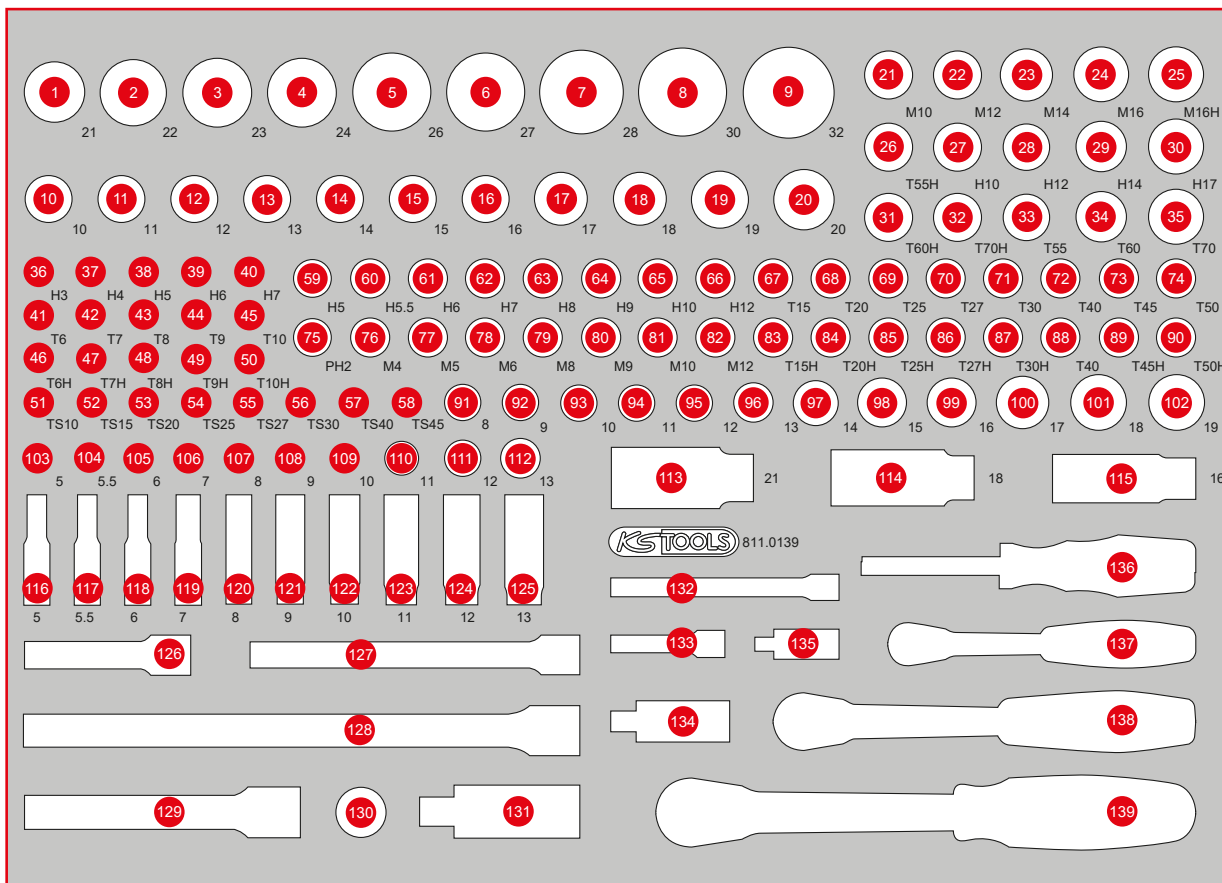 1 2 3 4 5 6 7 8 9
21 22 23 24 26 27 28 30 32
21 22 23 24 25
M10 M12 M14 M16 M16H
26 27 28 29 30
T55H H10 H12 H14 H17
10 11 12 13 14 15 16 17 18 19 20
10 11 12 13 14 15 16 17 18 19 20
31 32 33 34 35
T60H T70H T55 T60 T70
36 37 38 39 40
H3 H4 H5 H6 H7
59 60 61 62 63 64 65 66 67 68 69 70 71 72 73 74
H5 H5.5 H6 H7 H8 H9 H10 H12 T15 T20 T25 T27 T30 T40 T45 T50
41 42 43 44 45
T6 T7 T8 T9 T10
75 76 77 78 79 80 81 82 83 84 85 86 87 88 89 90
PH2 M4 M5 M6 M8 M9 M10 M12 T15H T20H T25H T27H T30H T40 T45H T50H
46 47 48 49 50
T6H T7H T8H T9H T10H
51 52 53 54 55 56 57 58 91 92 93 94 95 96 97 98 99 100 101 102
TS10 TS15 TS20 TS25 TS27 TS30 TS40 TS45 8 9 10 11 12 13 14 15 16 17 18 19
103 104 105 106 107 108 109 110 111 112
5 5.5 6 7 8 9 10 11 12 13
113 21 114 18 115 16
KS TOOLS 811.0139
116 117 118 119 120 121 122 123 124 125
5 5.5 6 7 8 9 10 11 12 13
132 136
133 135 137
126 127
134 138
128
129 130 131 139